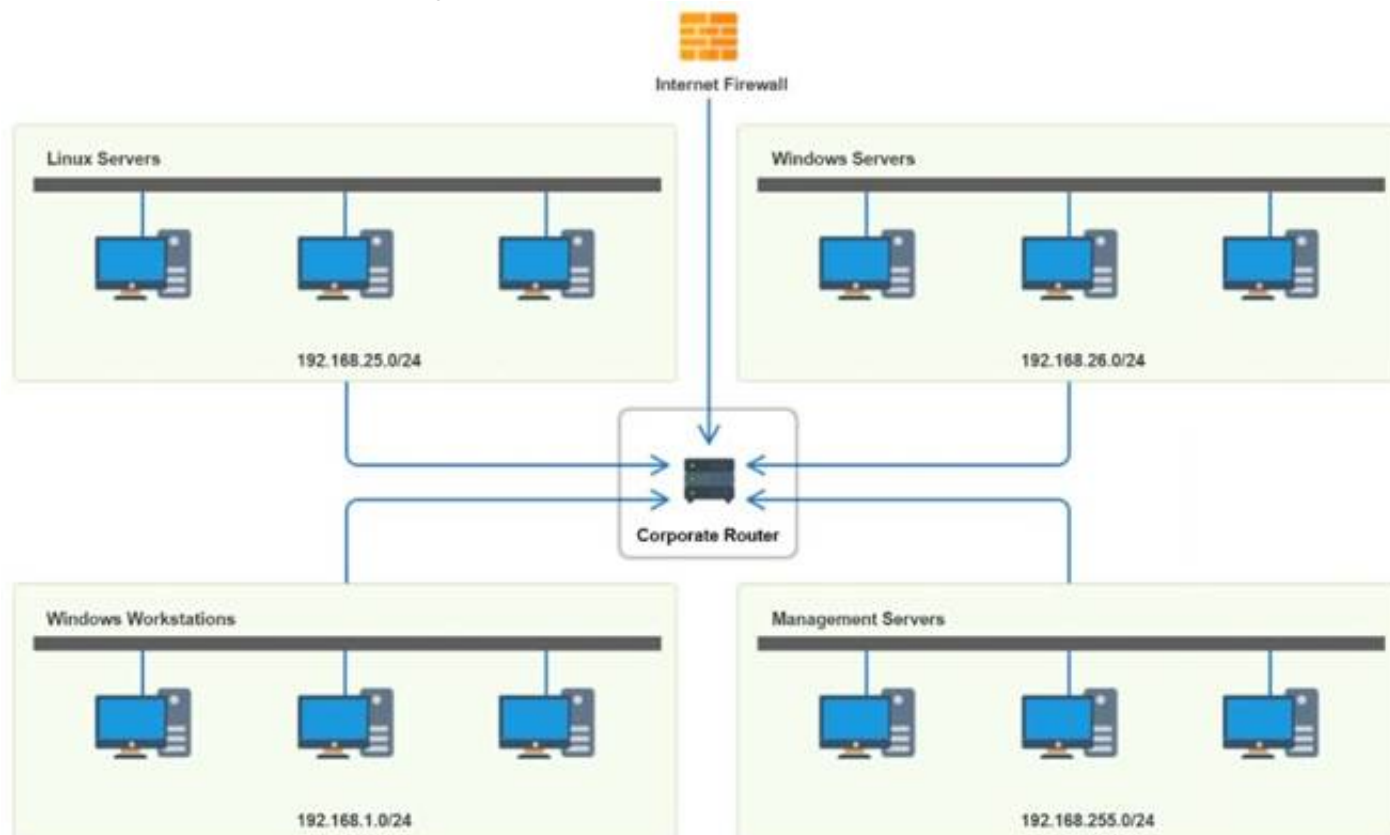 Internet Firewall
Linux Servers
Windows Servers
192.168.25.0/24
192.168.26.0/24
Corporate Router
Windows Workstations
Management Servers
192.168.1.0/24
192.168.255.0/24